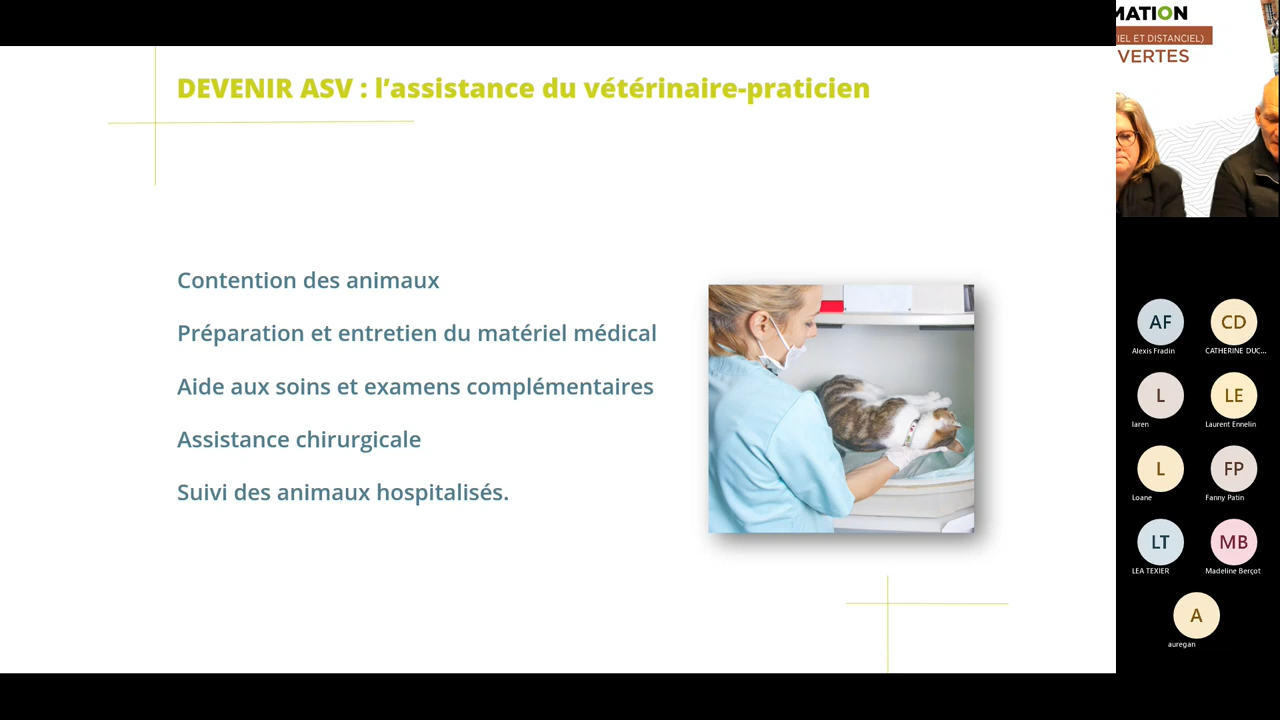 DEVENIR ASV : l'assistance du vétérinaire-praticien
Contention des animaux
Préparation et entretien du matériel médical
Aide aux soins et examens complémentaires
Assistance chirurgicale
Suivi des animaux hospitalisés.
MATION
IEL ET DISTANCIEL)
VERTES
AF
Alexis Fradin
CD
CATHERINE DUC...
L
laren
LE
Laurent Ennelin
L
Loane
FP
Fanny Patin
LT
LEA TEXIER
MB
Madeline Berçot
A
auregan